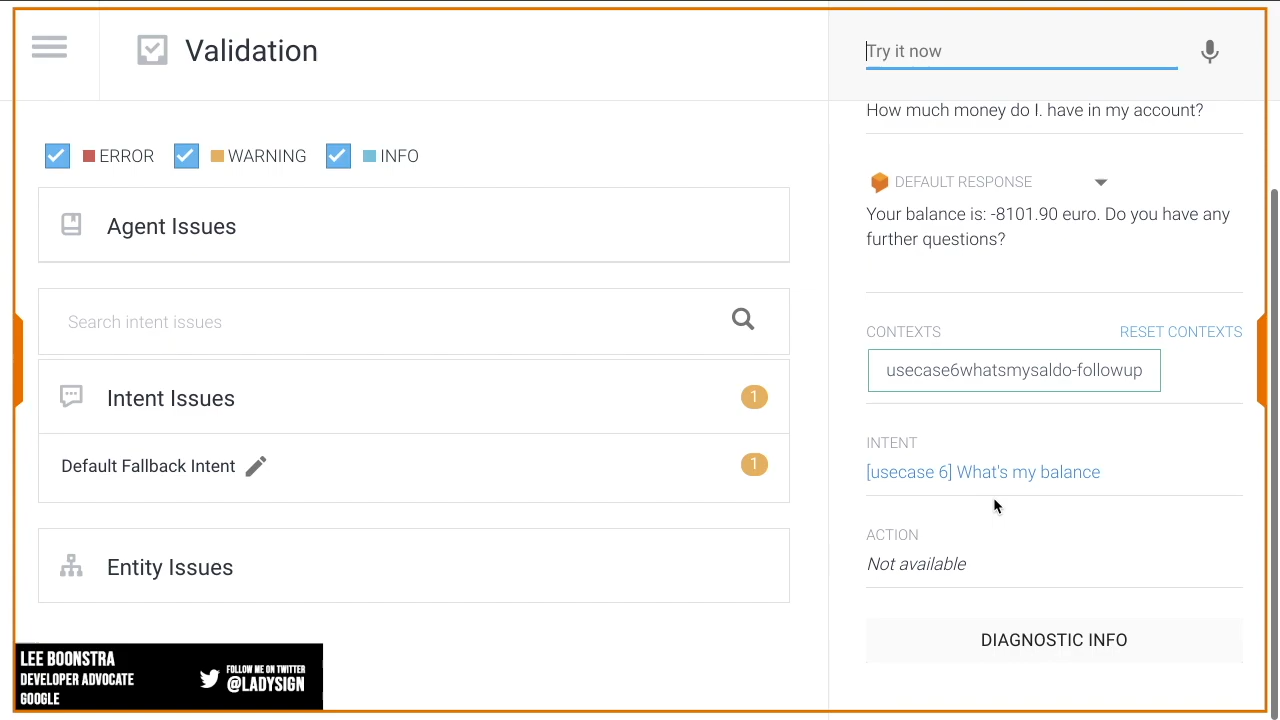 Validation
Try it now
ERROR
WARNING
INFO
Agent Issues
Search intent issues
Intent Issues
1
Default Fallback Intent
1
Entity Issues
How much money do I. have in my account?
DEFAULT RESPONSE
Your balance is: -8101.90 euro. Do you have any
further questions?
CONTEXTS
RESET CONTEXTS
usecase6whatsmysaldo-followup
INTENT
[usecase 6] What's my balance
ACTION
Not available
DIAGNOSTIC INFO
LEE BOONSTRA
DEVELOPER ADVOCATE
GOOGLE
FOLLOW ME ON TWITTER
@LADYSIGN